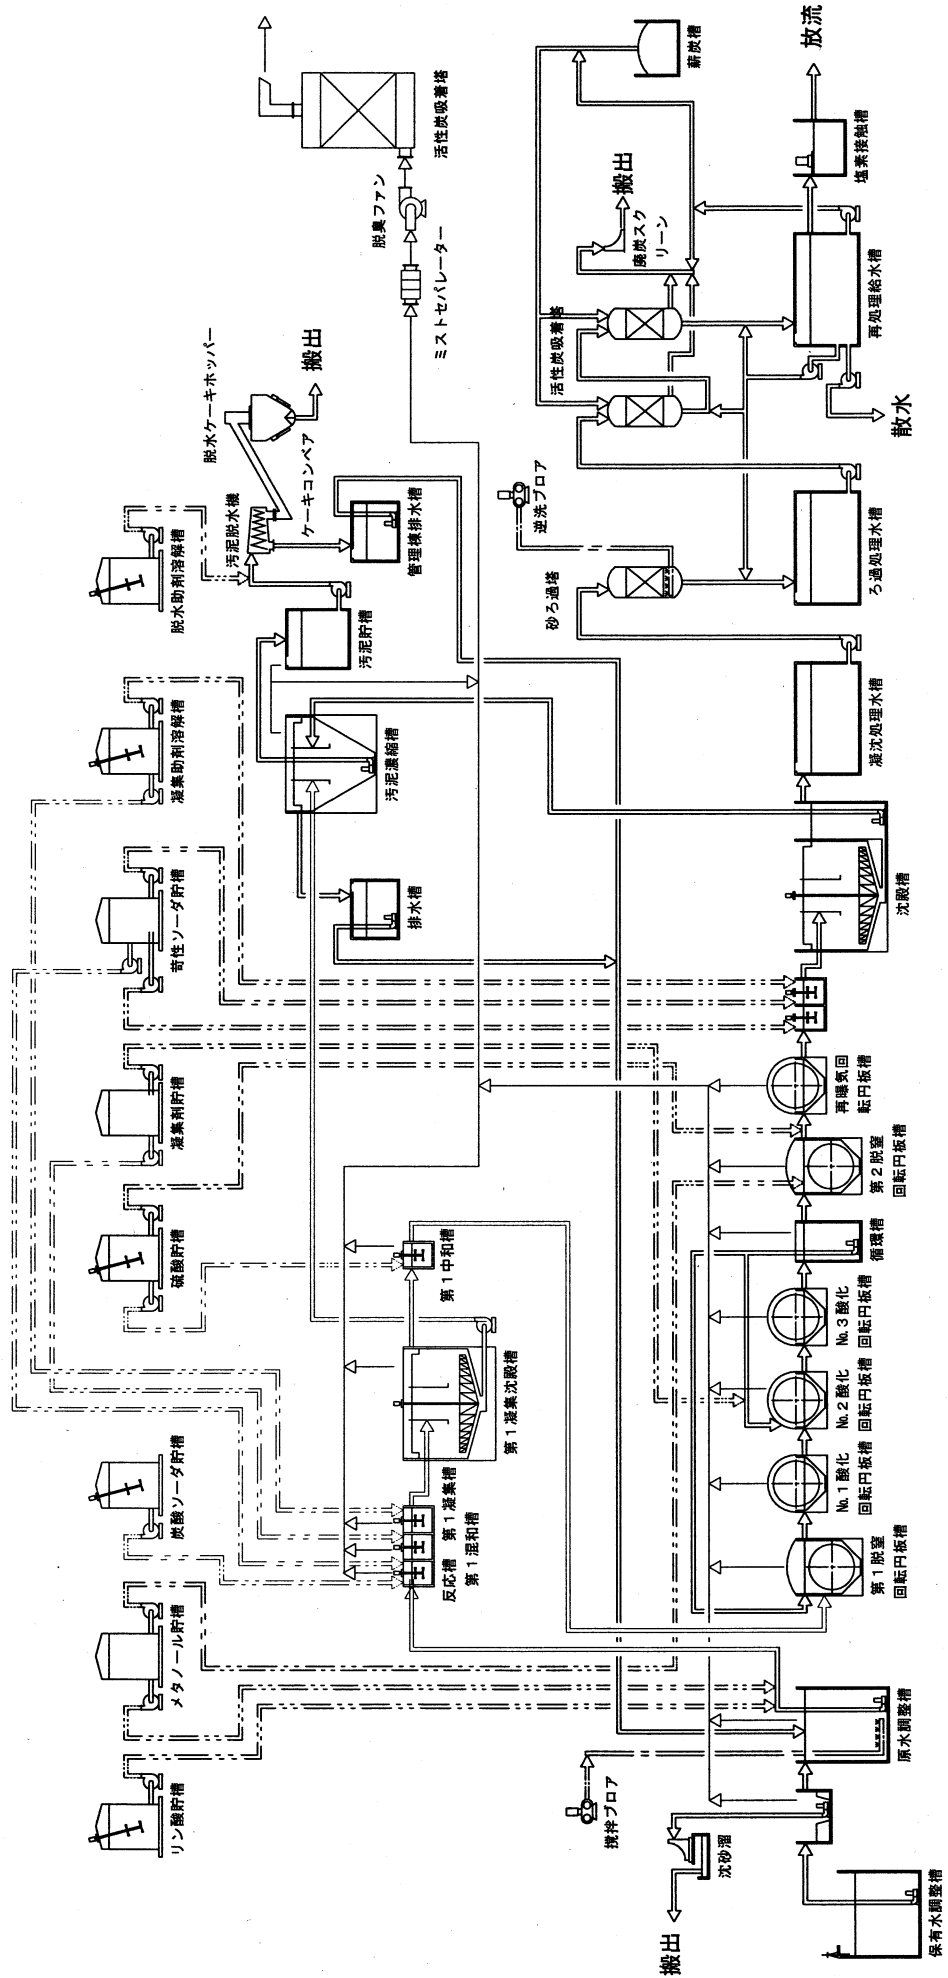 リン酸貯槽
メタノール貯槽
炭酸ソーダ貯槽
硫酸貯槽
凝集剤貯槽
苛性ソーダ貯槽
凝集助剤溶解槽
脱水助剤溶解槽
脱水ケーキホッパー
汚泥脱水機
ケーキコンベア
搬出
管理棟排水槽
汚泥貯槽
汚泥濃縮槽
排水槽
脱臭ファン
ミストセパレーター
活性炭吸着塔
反応槽
第1混和槽
第1凝集槽
第1凝集沈殿槽
第1中和槽
砂ろ過塔
逆洗ブロア
活性炭吸着塔
廃炭スク
リーン
搬出
薪炭槽
搬出
沈砂溜
撹拌ブロア
保有水調整槽
原水調整槽
第1脱窒
回転円板槽
No.1酸化
回転円板槽
No.2酸化
回転円板槽
No.3酸化
回転円板槽
循環槽
第2脱窒
回転円板槽
再曝気回
転円板槽
沈殿槽
凝沈処理水槽
ろ過処理水槽
散水
再処理給水槽
塩素接触槽
放流